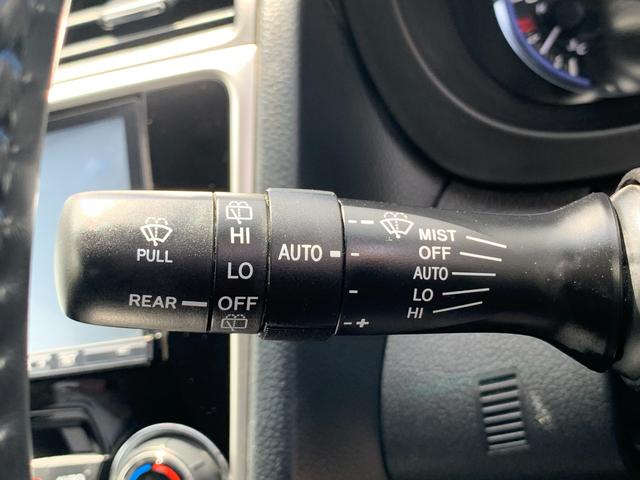 PULL
REAR
HI
LO
OFF
AUTO
- +
MIST
OFF
AUTO
LO
HI